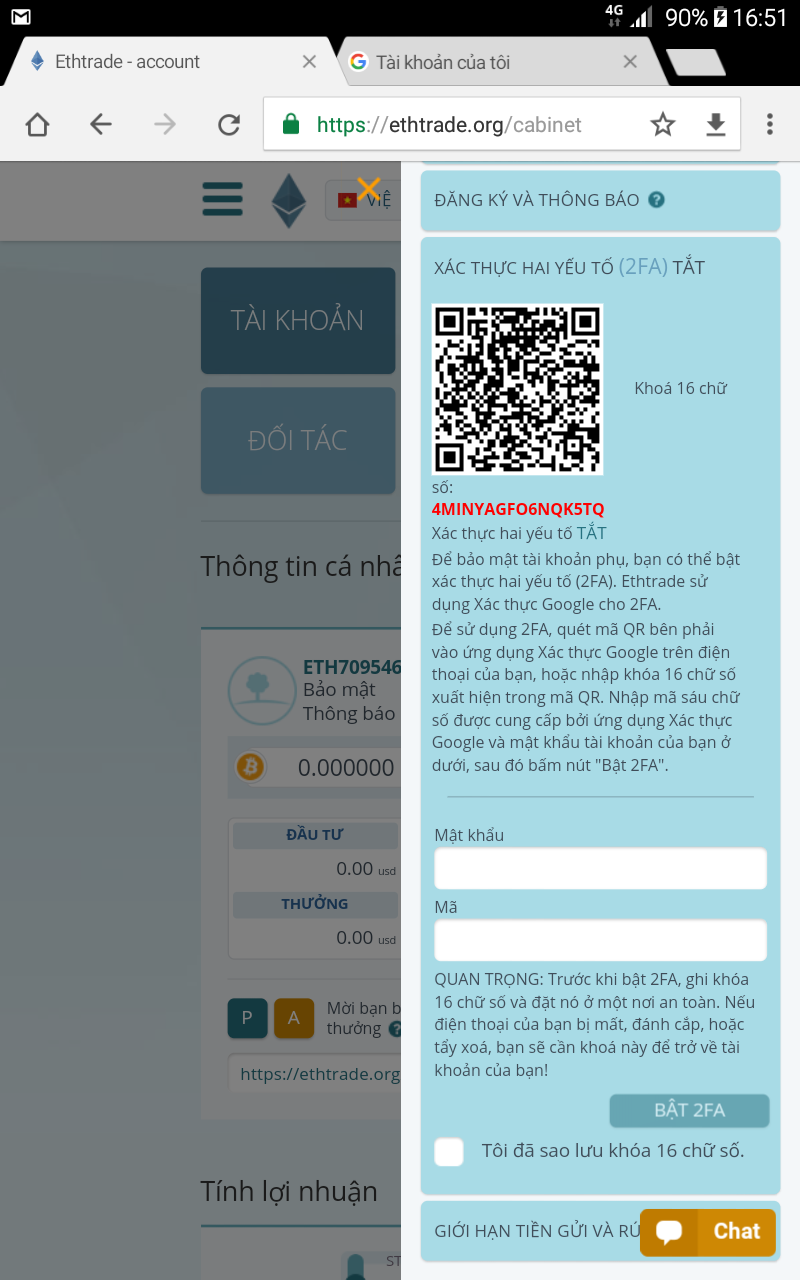 4G
90%
16:51
Ethtrade - account
Tài khoản của tôi
https://ethtrade.org/cabinet
VIỆ
TÀI KHOẢN
ĐỐI TÁC
Thông tin cá nhâ
ETH709546
Bảo mật
Thông báo
0.000000
ĐẦU TƯ
0.00 usd
THƯỞNG
0.00 usd
P
A
Mời bạn b
thưởng ?
https://ethtrade.org
Tính lợi nhuận
ST
ĐĂNG KÝ VÀ THÔNG BÁO ?
XÁC THỰC HAI YẾU TỐ (2FA) TẮT
Khoá 16 chữ
số:
4MINYAGFO6NQK5TQ
Xác thực hai yếu tố TẮT
Để bảo mật tài khoản phụ, bạn có thể bật
xác thực hai yếu tố (2FA). Ethtrade sử
dụng Xác thực Google cho 2FA.
Để sử dụng 2FA, quét mã QR bên phải
vào ứng dụng Xác thực Google trên điện
thoại của bạn, hoặc nhập khóa 16 chữ số
xuất hiện trong mã QR. Nhập mã sáu chữ
số được cung cấp bởi ứng dụng Xác thực
Google và mật khẩu tài khoản của bạn ở
dưới, sau đó bấm nút "Bật 2FA".
Mật khẩu
Mã
QUAN TRỌNG: Trước khi bật 2FA, ghi khóa
16 chữ số và đặt nó ở một nơi an toàn. Nếu
điện thoại của bạn bị mất, đánh cắp, hoặc
tẩy xoá, bạn sẽ cần khoá này để trở về tài
khoản của bạn!
BẬT 2FA
Tôi đã sao lưu khóa 16 chữ số.
GIỚI HẠN TIỀN GỬI VÀ RÚ
Chat